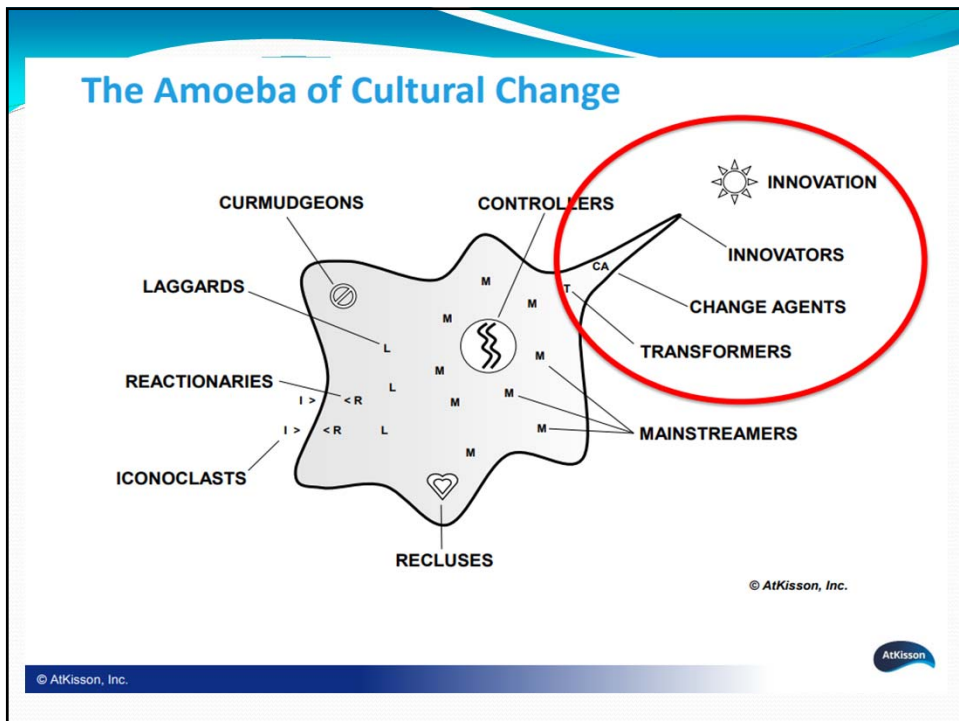 The Amoeba of Cultural Change
INNOVATION
CURMUDGEONS
CONTROLLERS
INNOVATORS
CA
LAGGARDS
M
T
CHANGE AGENTS
M
M
L
M
TRANSFORMERS
REACTIONARIES
M
L
M
I > < R
M
I > < R
L
M
MAINSTREAMERS
M
ICONOCLASTS
RECLUSES
© AtKisson, Inc.
AtKisson
© AtKisson, Inc.